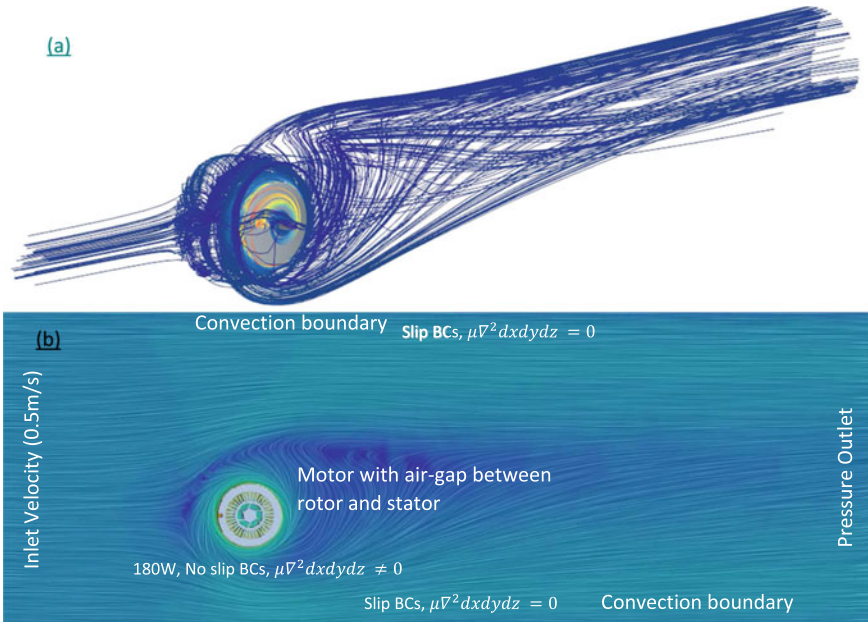 (a)
Convection boundary
Slip BCs, μ∇²dxdydz = 0
(b)
Inlet Velocity (0.5m/s)
Pressure Outlet
Motor with air-gap between
rotor and stator
180W, No slip BCs, μ∇²dxdydz ≠ 0
Slip BCs, μ∇²dxdydz = 0
Convection boundary